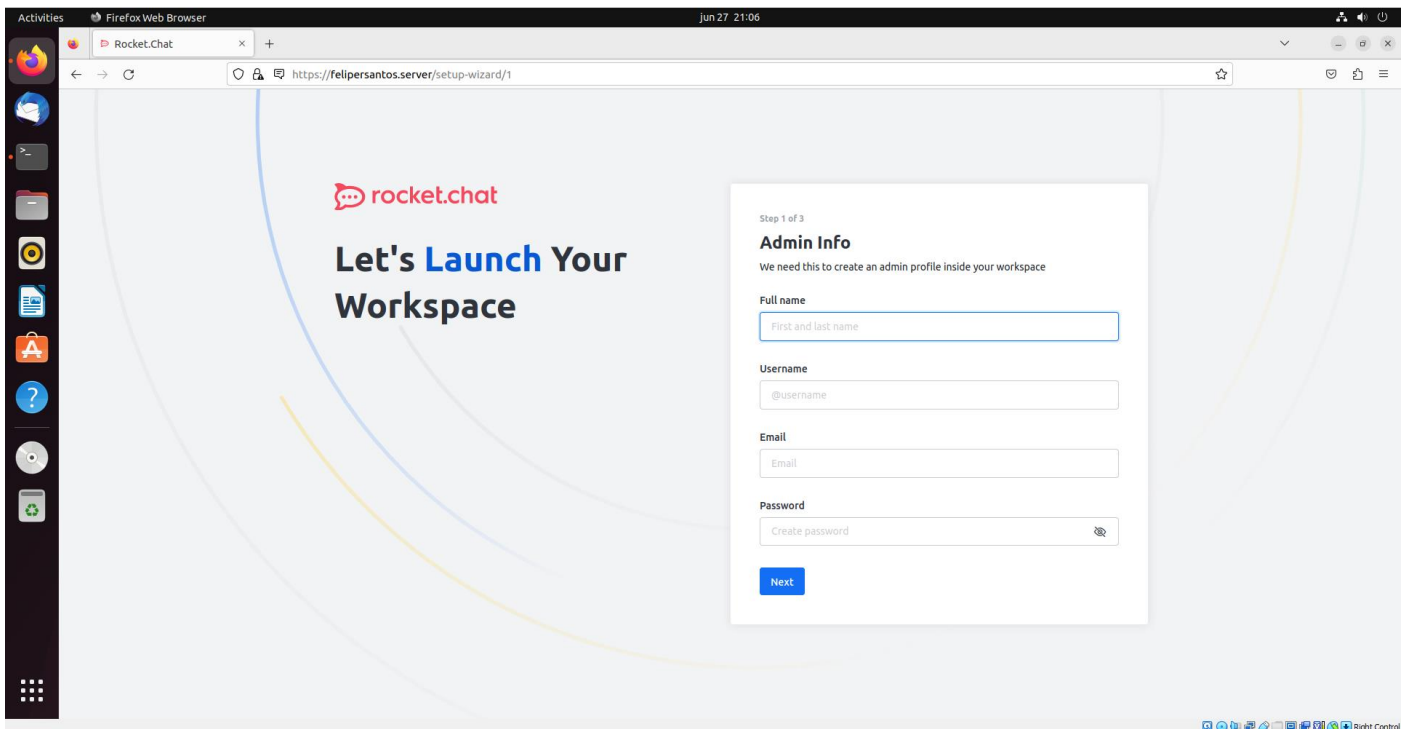 Activities Firefox Web Browser jun 27 21:06
Rocket.Chat × +
https://felipersantos.server/setup-wizard/1
rocket.chat
Let's Launch Your
Workspace
Step 1 of 3
Admin Info
We need this to create an admin profile inside your workspace
Full name
First and last name
Username
@username
Email
Email
Password
Create password
Next
Right Control